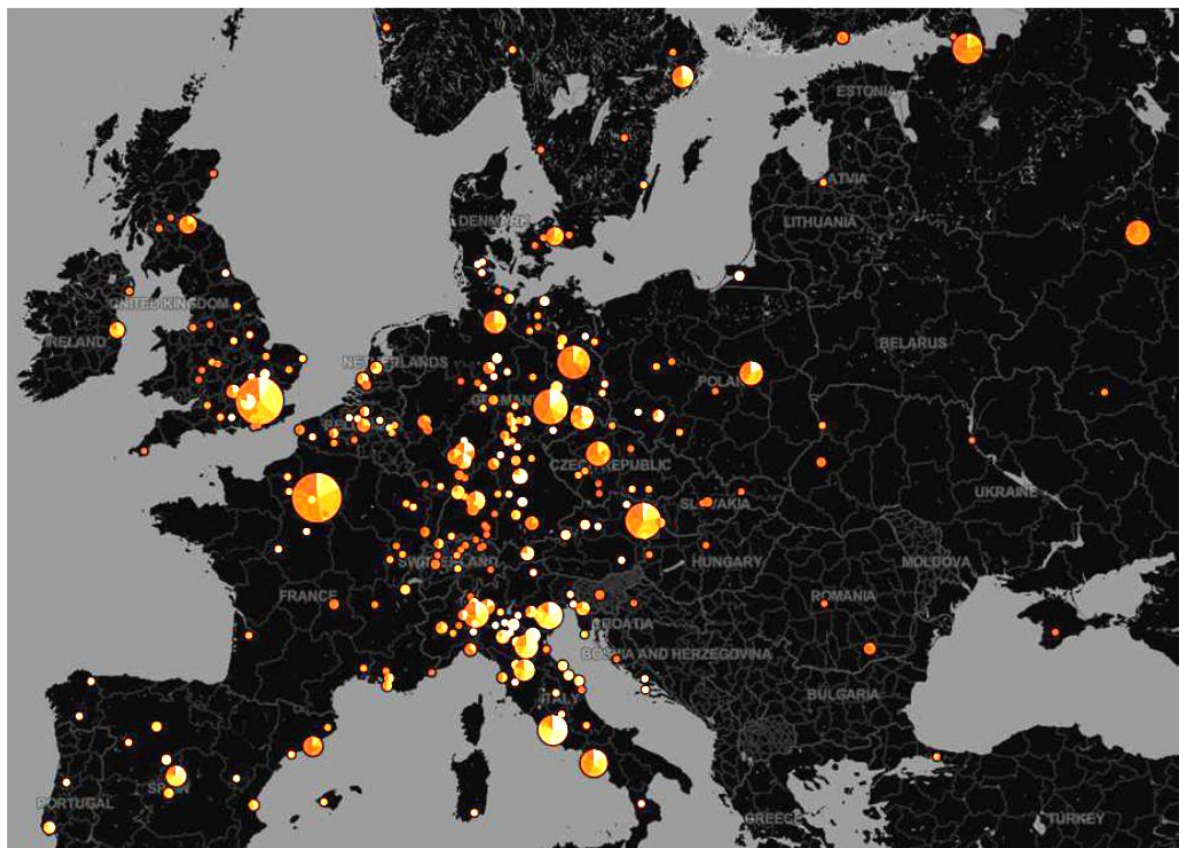 ESTONIA
LATVIA
DENMARK
LITHUANIA
UNITED KINGDOM
IRELAND
BELARUS
NETHERLANDS
POLAND
GERMANY
CZECH REPUBLIC
UKRAINE
SLOVAKIA
SWITZERLAND
HUNGARY
MOLDOVA
FRANCE
ROMANIA
CROATIA
BOSNIA AND HERZEGOVINA
BULGARIA
ITALY
SPAIN
PORTUGAL
GREECE
TURKEY